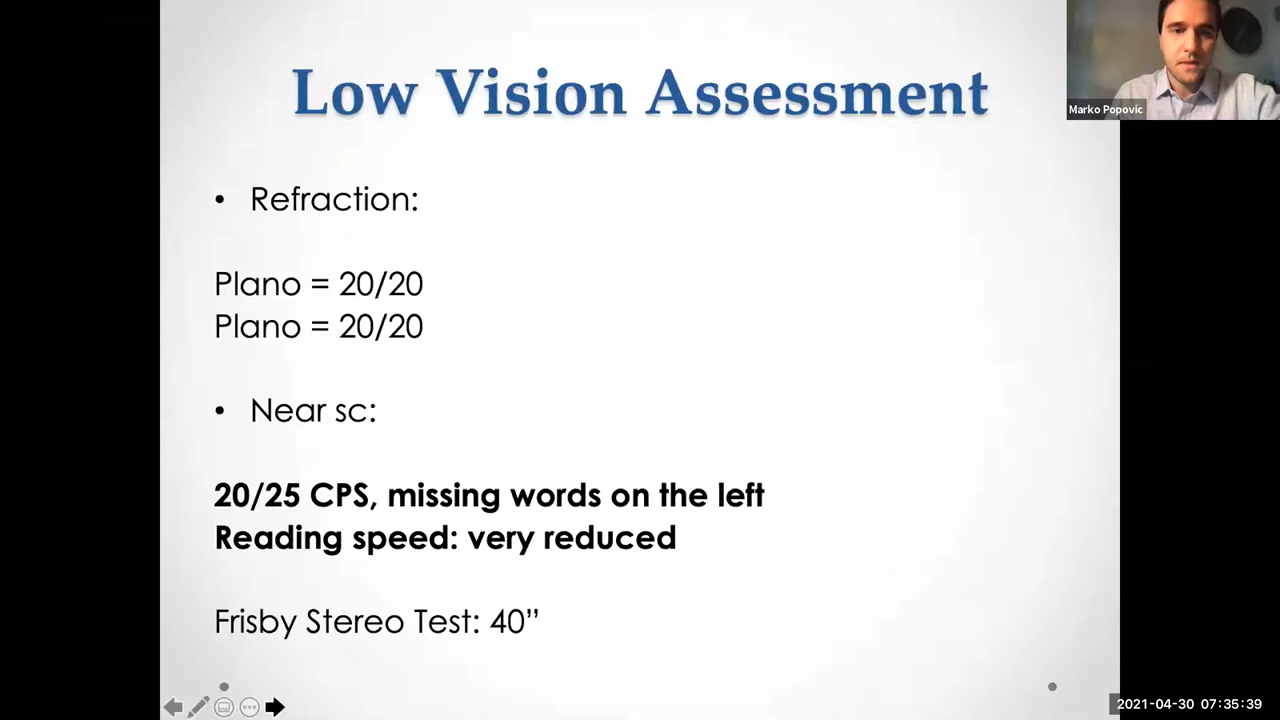 Low Vision Assessment
Marko Popovic
• Refraction:
Plano = 20/20
Plano = 20/20
• Near sc:
20/25 CPS, missing words on the left
Reading speed: very reduced
Frisby Stereo Test: 40”
2021-04-30 07:35:39